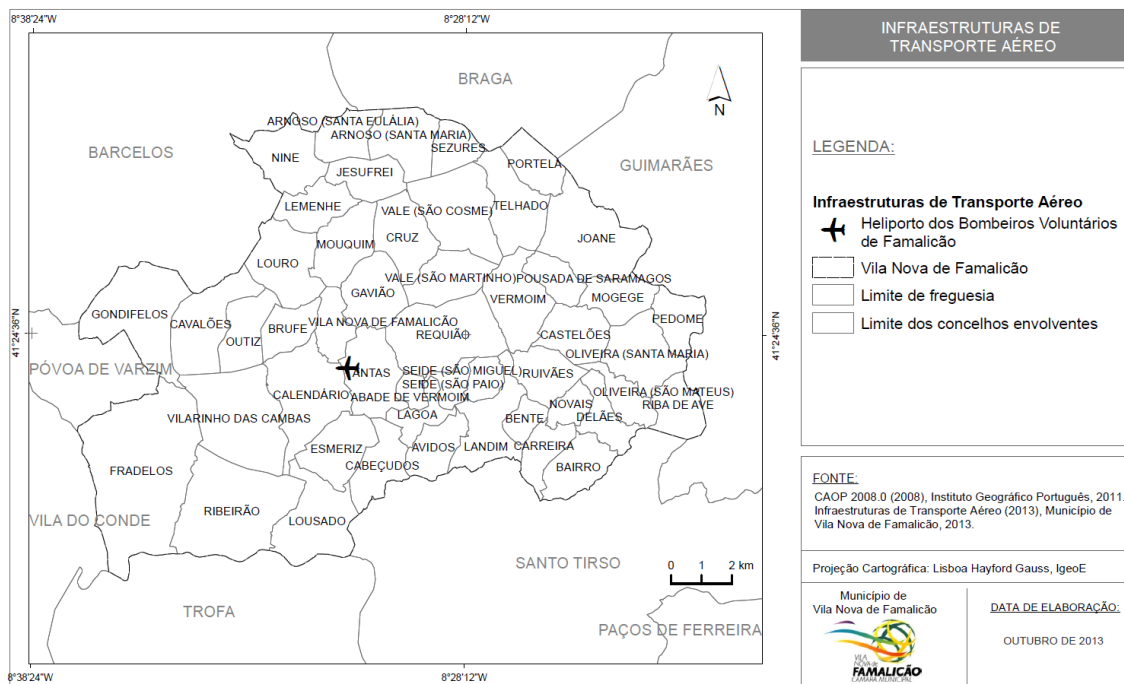 8°38'24"W
8°28'12"W
INFRAESTRUTURAS DE
TRANSPORTE AÉREO
BRAGA
N
ARNOSO (SANTA EULÁLIA)
ARNOSO (SANTA MARIA)
SEZURES
BARCELOS
NINE
PORTELA
GUIMARÃES
JESUFREI
LEMENHE
VALE (SÃO COSME)
TELHADO
MOUQUIM
CRUZ
JOANE
LOURO
VALE (SÃO MARTINHO)
POUSADA DE SARAMAGOS
GAVIÃO
VERMOIM
MOGEGE
GONDIFELOS
CAVALÕES
OUTIZ
BRUFE
VILA NOVA DE FAMALICÃO
REQUIÃO
CASTELÕES
PEDOME
41°24'36"N
41°24'36"N
OLIVEIRA (SANTA MARIA)
PÓVOA DE VARZIM
ANTAS
SEIDE (SÃO MIGUEL)
RUIVÃES
SEIDE (SÃO PAIO)
CALENDÁRIO
ABADE DE VERMOIM
OLIVEIRA (SÃO MATEUS)
NOVAIS
RIBA DE AVE
VILARINHO DAS CAMBAS
LAGOA
BENTE
DELÃES
ESMERIZ
AVIDOS
LANDIM
CARREIRA
FRADELOS
CABEÇUDOS
BAIRRO
VILA DO CONDE
RIBEIRÃO
LOUSADO
SANTO TIRSO
0 1 2 km
TROFA
PAÇOS DE FERREIRA
8°38'24"W
8°28'12"W
LEGENDA:
Infraestruturas de Transporte Aéreo
Heliporto dos Bombeiros Voluntários
de Famalicão
Vila Nova de Famalicão
Limite de freguesia
Limite dos concelhos envolventes
FONTE:
CAOP 2008.0 (2008), Instituto Geográfico Português, 2011.
Infraestruturas de Transporte Aéreo (2013), Município de
Vila Nova de Famalicão, 2013.
Projeção Cartográfica: Lisboa Hayford Gauss, IgeoE
Município de
Vila Nova de Famalicão
VILA
NOVA de
FAMALICÃO
CÂMARA MUNICIPAL
DATA DE ELABORAÇÃO:
OUTUBRO DE 2013